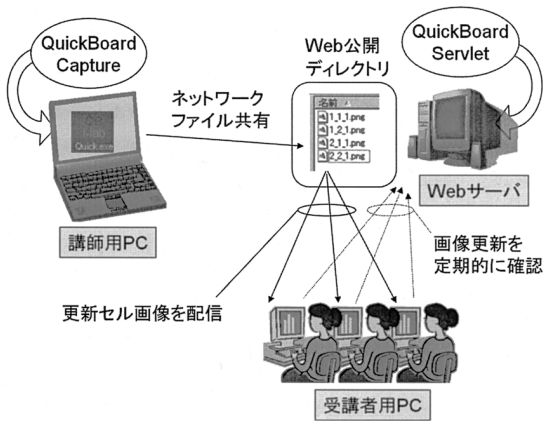 QuickBoard
Capture
Web公開
ディレクトリ
QuickBoard
Servlet
ネットワーク
ファイル共有
名前
1_1_1.png
1_2_1.png
2_1_1.png
2_2_1.png
Quick.exe
講師用PC
Webサーバ
更新セル画像を配信
画像更新を
定期的に確認
受講者用PC